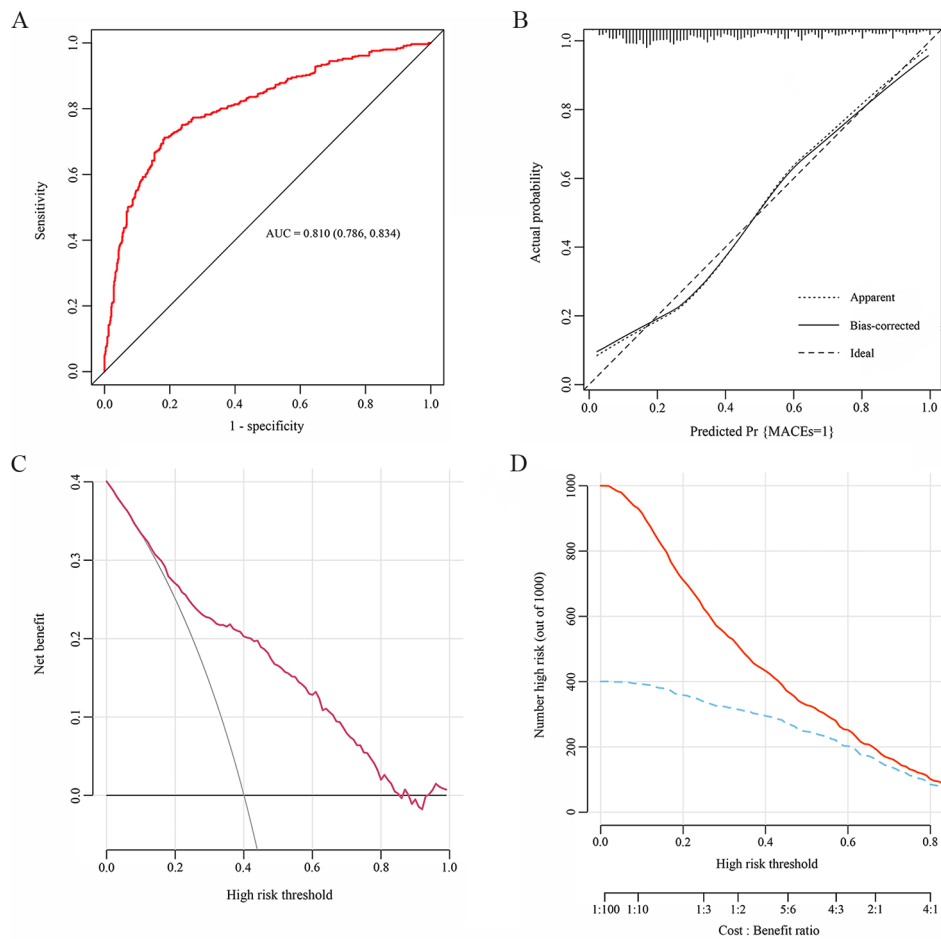 A
1.0
0.8
0.6
0.4
0.2
0.0
Sensitivity
AUC = 0.810 (0.786, 0.834)
0.0 0.2 0.4 0.6 0.8 1.0
1 - specificity
B
1.0
0.8
0.6
0.4
0.2
0.0
Actual probability
Apparent
Bias-corrected
Ideal
0.0 0.2 0.4 0.6 0.8 1.0
Predicted Pr {MACEs=1}
C
0.4
0.3
0.2
0.1
0.0
Net benefit
0.0 0.2 0.4 0.6 0.8 1.0
High risk threshold
D
1000
800
600
400
200
0
Number high risk (out of 1000)
0.0 0.2 0.4 0.6 0.8
High risk threshold
1:100 1:10 1:3 1:2 5:6 4:3 2:1 4:1
Cost : Benefit ratio